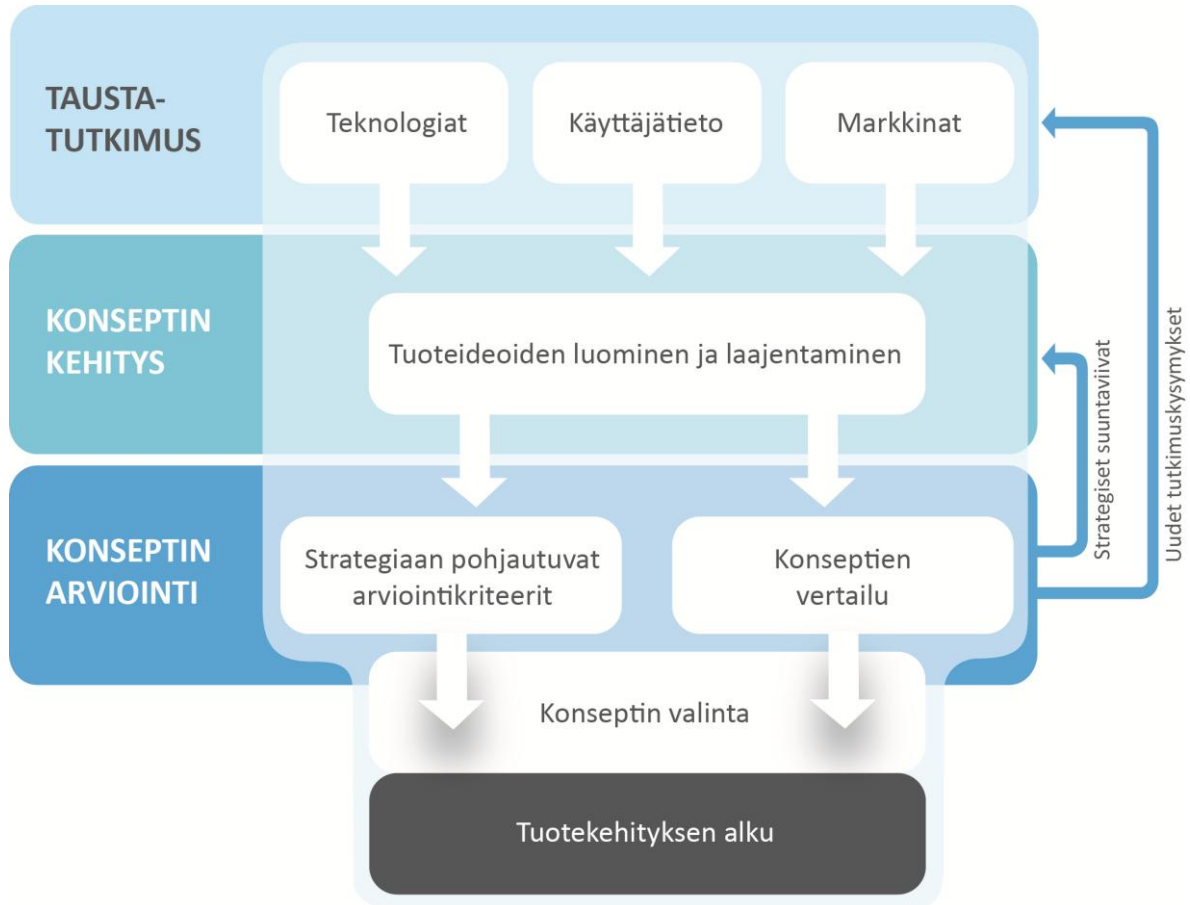 TAUSTA-
TUTKIMUS
Teknologiat
Käyttäjätieto
Markkinat
KONSEPTIN
KEHITYS
Tuoteideoiden luominen ja laajentaminen
KONSEPTIN
ARVIOINTI
Strategiaan pohjautuvat
arviointikriteerit
Konseptien
vertailu
Strategiset suuntaviivat
Uudet tutkimuskysymykset
Konseptin valinta
Tuotekehityksen alku